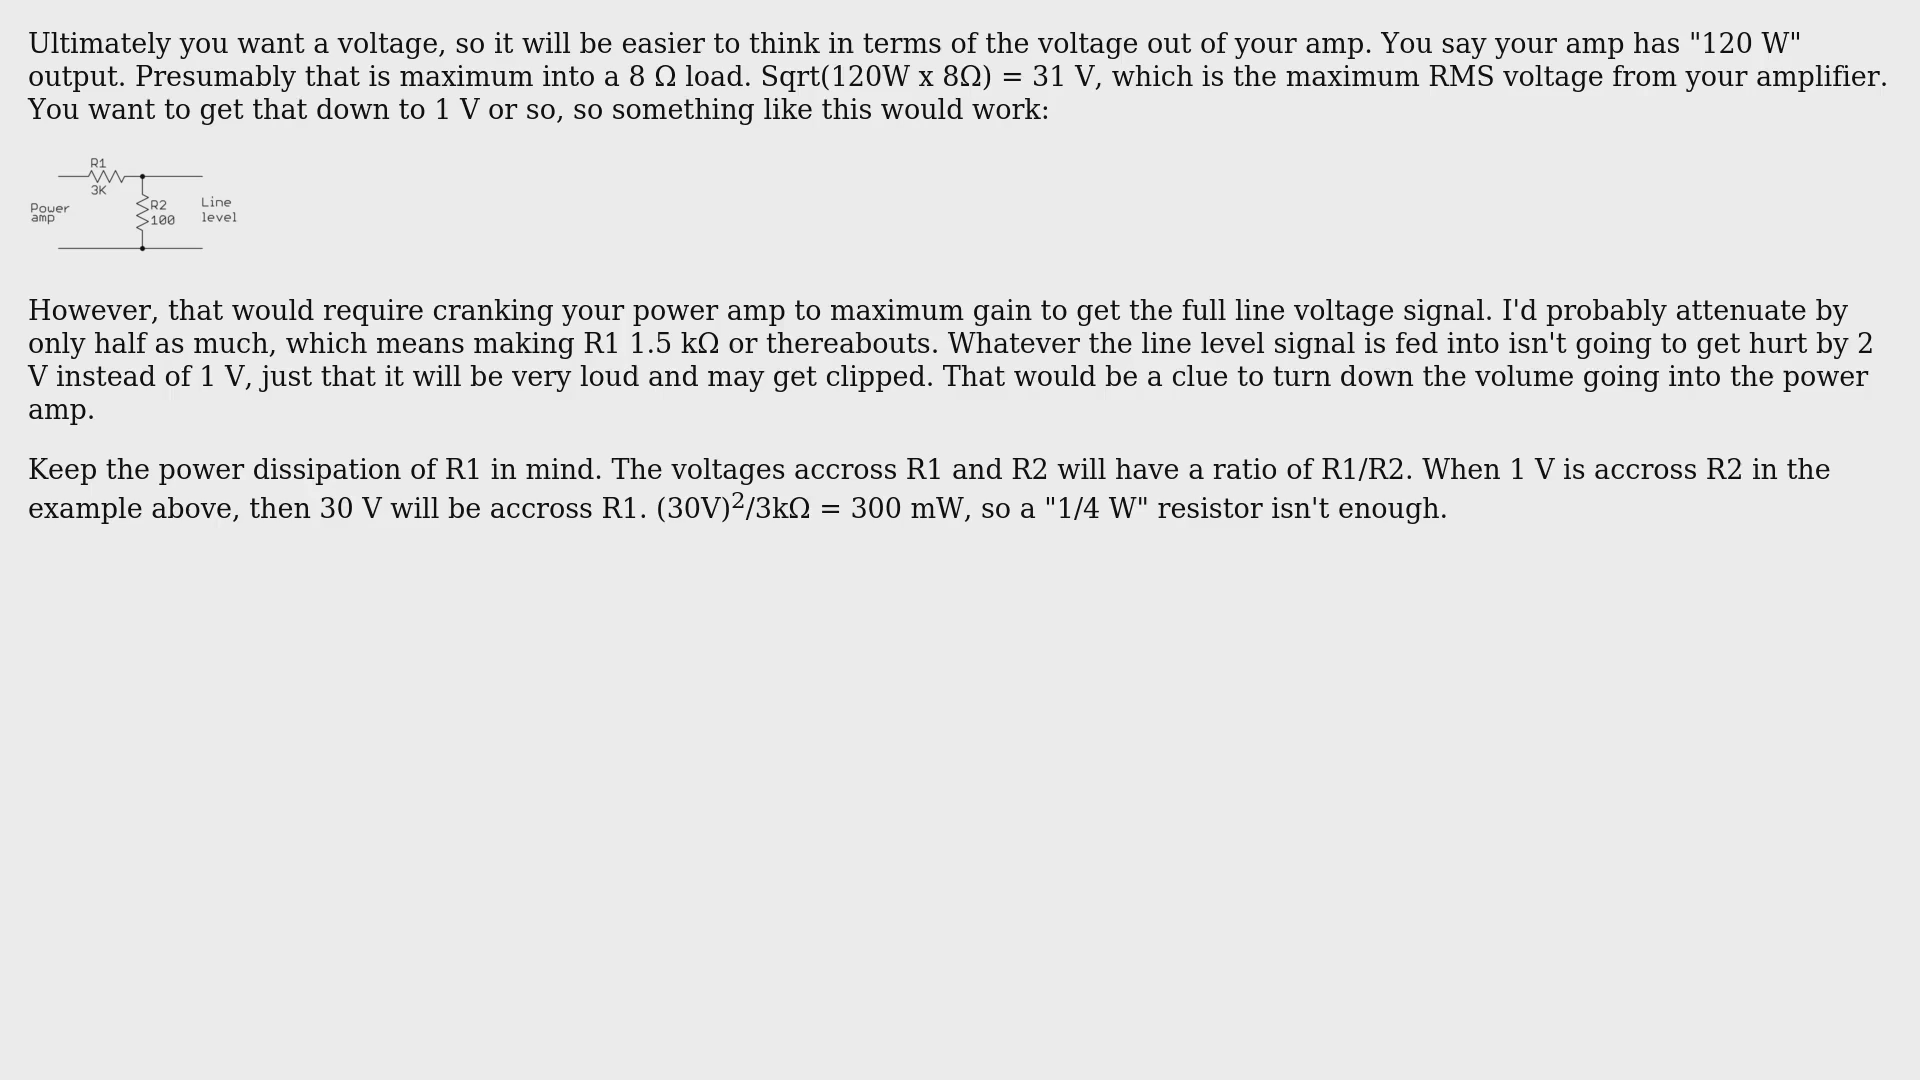 Ultimately you want a voltage, so it will be easier to think in terms of the voltage out of your amp. You say your amp has "120 W"
output. Presumably that is maximum into a 8 Ω load. Sqrt(120W x 8Ω) = 31 V, which is the maximum RMS voltage from your amplifier.
You want to get that down to 1 V or so, so something like this would work:
R1
3K
Power
amp
R2
100
Line
level
However, that would require cranking your power amp to maximum gain to get the full line voltage signal. I'd probably attenuate by
only half as much, which means making R1 1.5 kΩ or thereabouts. Whatever the line level signal is fed into isn't going to get hurt by 2
V instead of 1 V, just that it will be very loud and may get clipped. That would be a clue to turn down the volume going into the power
amp.
Keep the power dissipation of R1 in mind. The voltages accross R1 and R2 will have a ratio of R1/R2. When 1 V is accross R2 in the
example above, then 30 V will be accross R1. (30V)²/3kΩ = 300 mW, so a "1/4 W" resistor isn't enough.